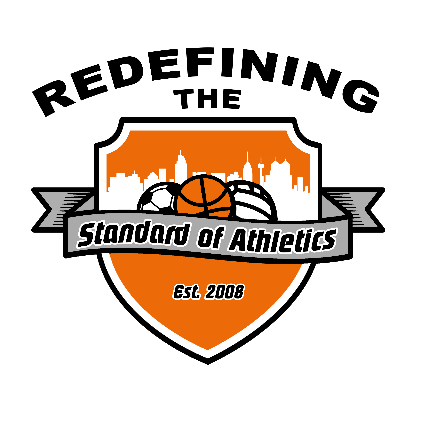 REDEFINING
THE
Standard of Athletics
Est. 2008